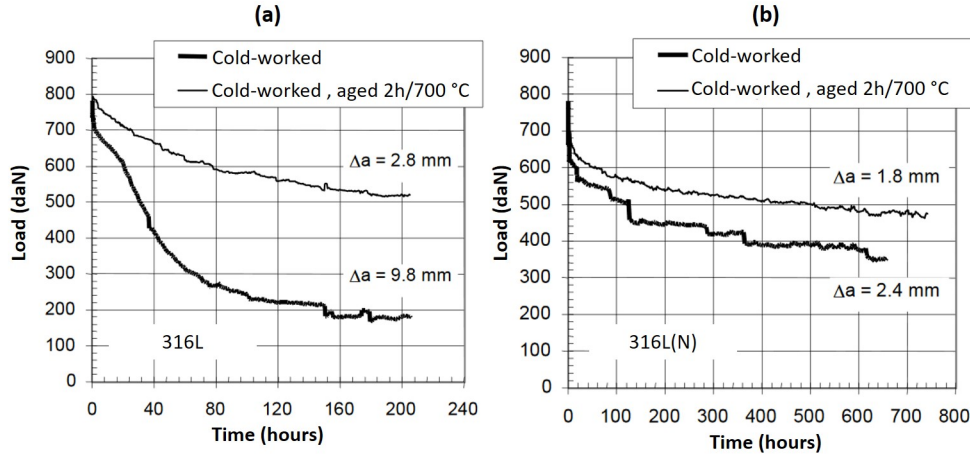 (a)
Cold-worked
Cold-worked , aged 2h/700 °C
900
800
700
600
500
400
300
200
100
0
Load (daN)
Δa = 2.8 mm
Δa = 9.8 mm
316L
0 40 80 120 160 200 240
Time (hours)
(b)
Cold-worked
Cold-worked , aged 2h/700 °C
900
800
700
600
500
400
300
200
100
0
Load (daN)
Δa = 1.8 mm
Δa = 2.4 mm
316L(N)
0 100 200 300 400 500 600 700 800
Time (hours)